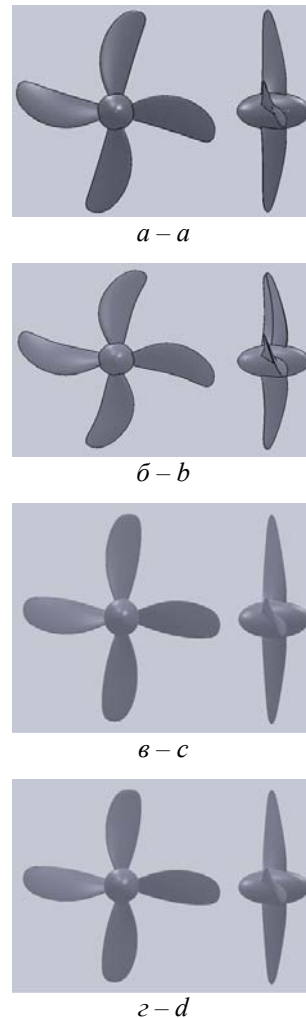 а – a
б – b
в – c
г – d